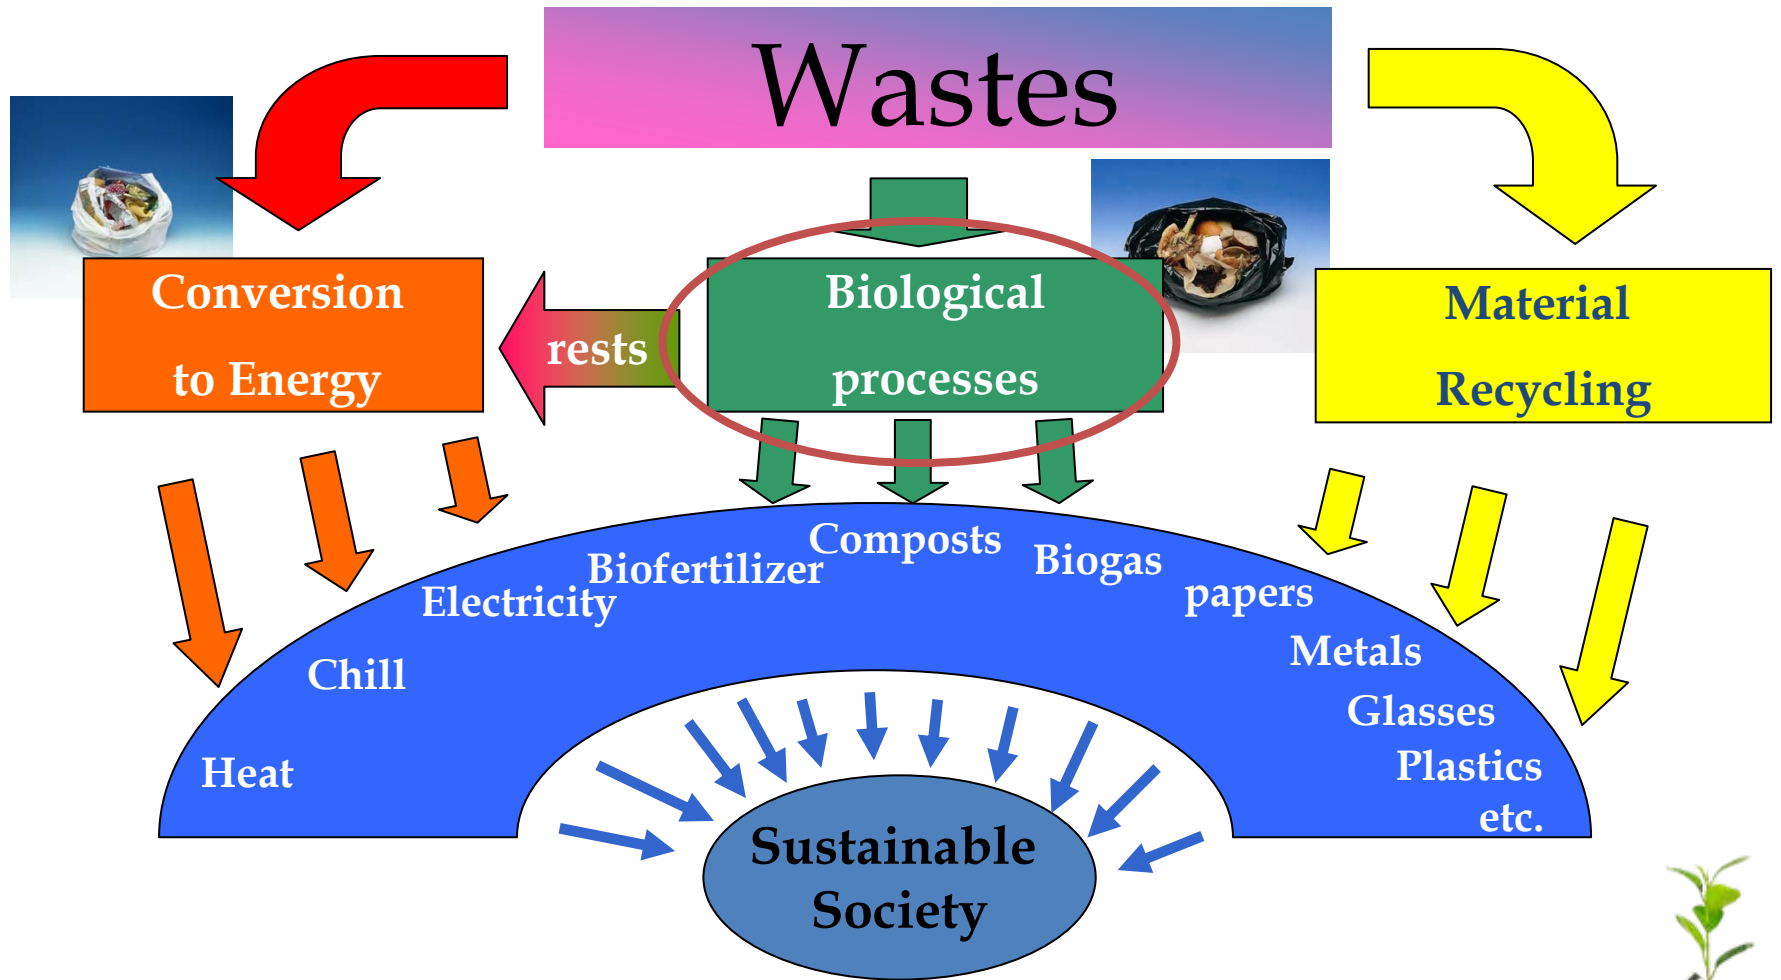 Wastes
Conversion
to Energy
rests
Biological
processes
Material
Recycling
Composts
Biofertilizer
Biogas
Electricity
papers
Chill
Metals
Glasses
Heat
Plastics
etc.
Sustainable
Society